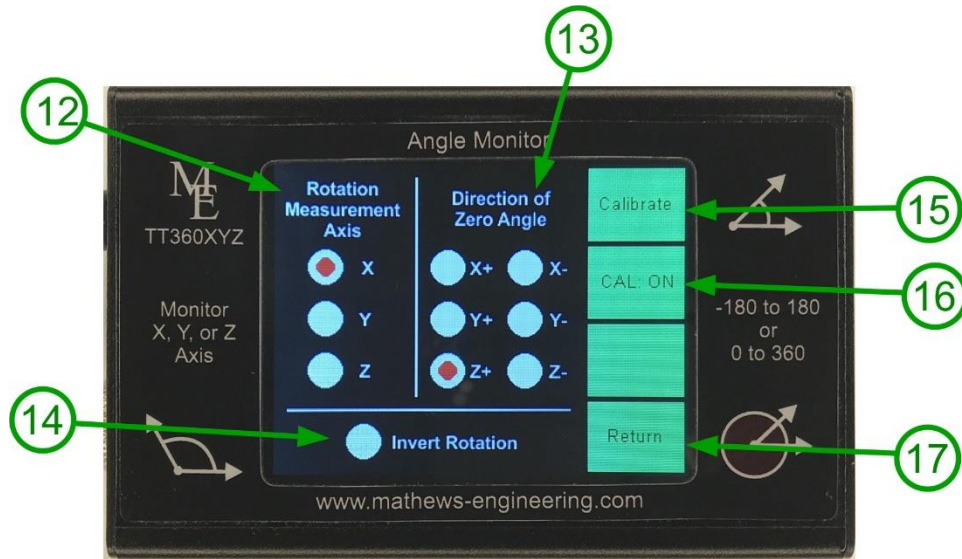 13
12
Angle Monitor
ME
TT360XYZ
Monitor
X, Y, or Z
Axis
Rotation
Measurement
Axis
X
Y
Z
Direction of
Zero Angle
X+ X-
Y+ Y-
Z+ Z-
Invert Rotation
Calibrate
CAL: ON
Return
15
16
-180 to 180
or
0 to 360
14
17
www.mathews-engineering.com